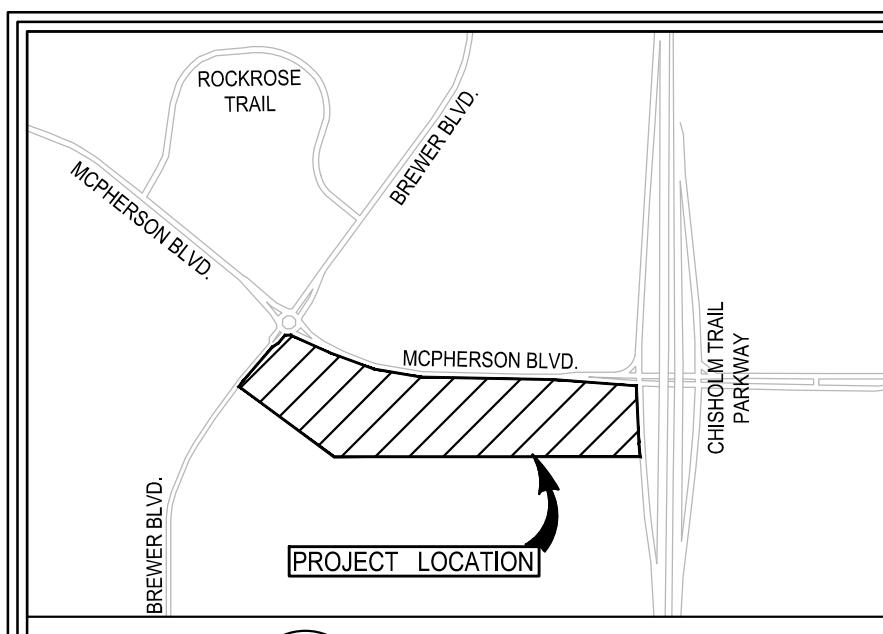 ROCKROSE
TRAIL
BREWER BLVD.
MCPHERSON BLVD.
MCPHERSON BLVD.
CHISHOLM TRAIL
PARKWAY
BREWER BLVD.
PROJECT LOCATION